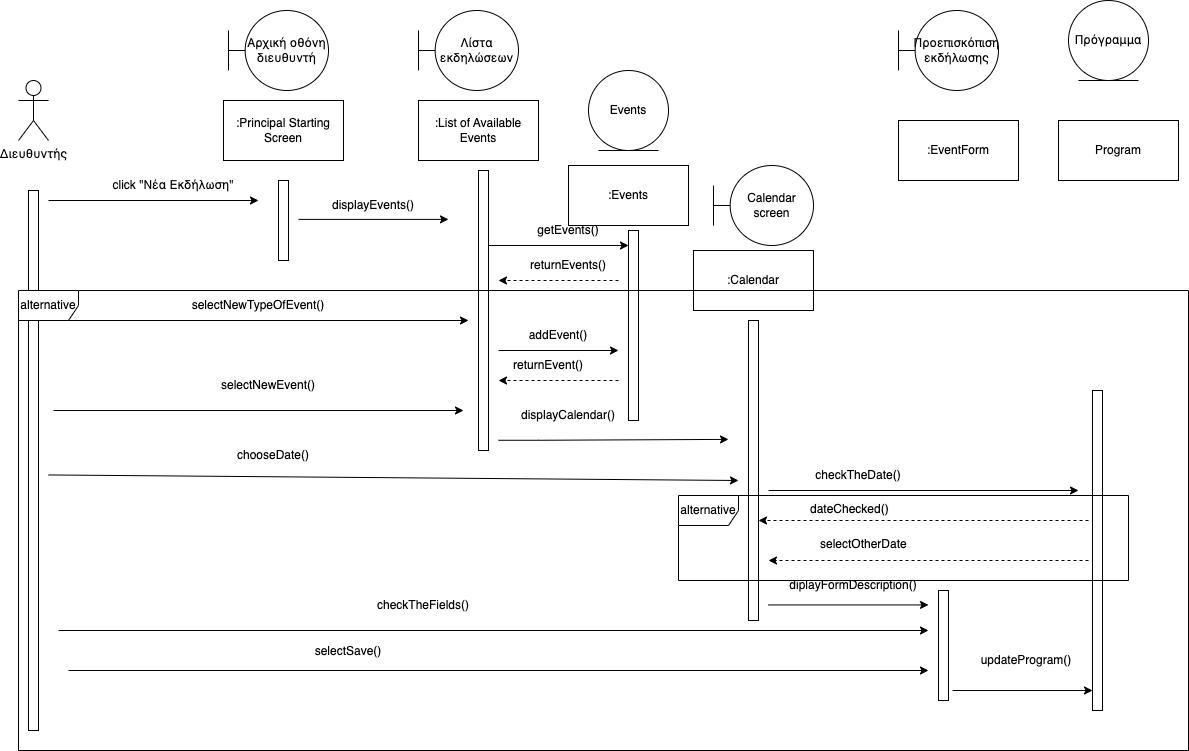 Αρχική οθόνη
διευθυντή
Λίστα
εκδηλώσεων
Προεπισκόπιση
εκδήλωσης
Πρόγραμμα
Events
:Principal Starting
Screen
:List of Available
Events
:EventForm
Program
Διευθυντής
click "Νέα Εκδήλωση"
displayEvents()
:Events
Calendar
screen
getEvents()
returnEvents()
:Calendar
alternative
selectNewTypeOfEvent()
addEvent()
returnEvent()
selectNewEvent()
displayCalendar()
chooseDate()
checkTheDate()
alternative
dateChecked()
selectOtherDate
diplayFormDescription()
checkTheFields()
selectSave()
updateProgram()